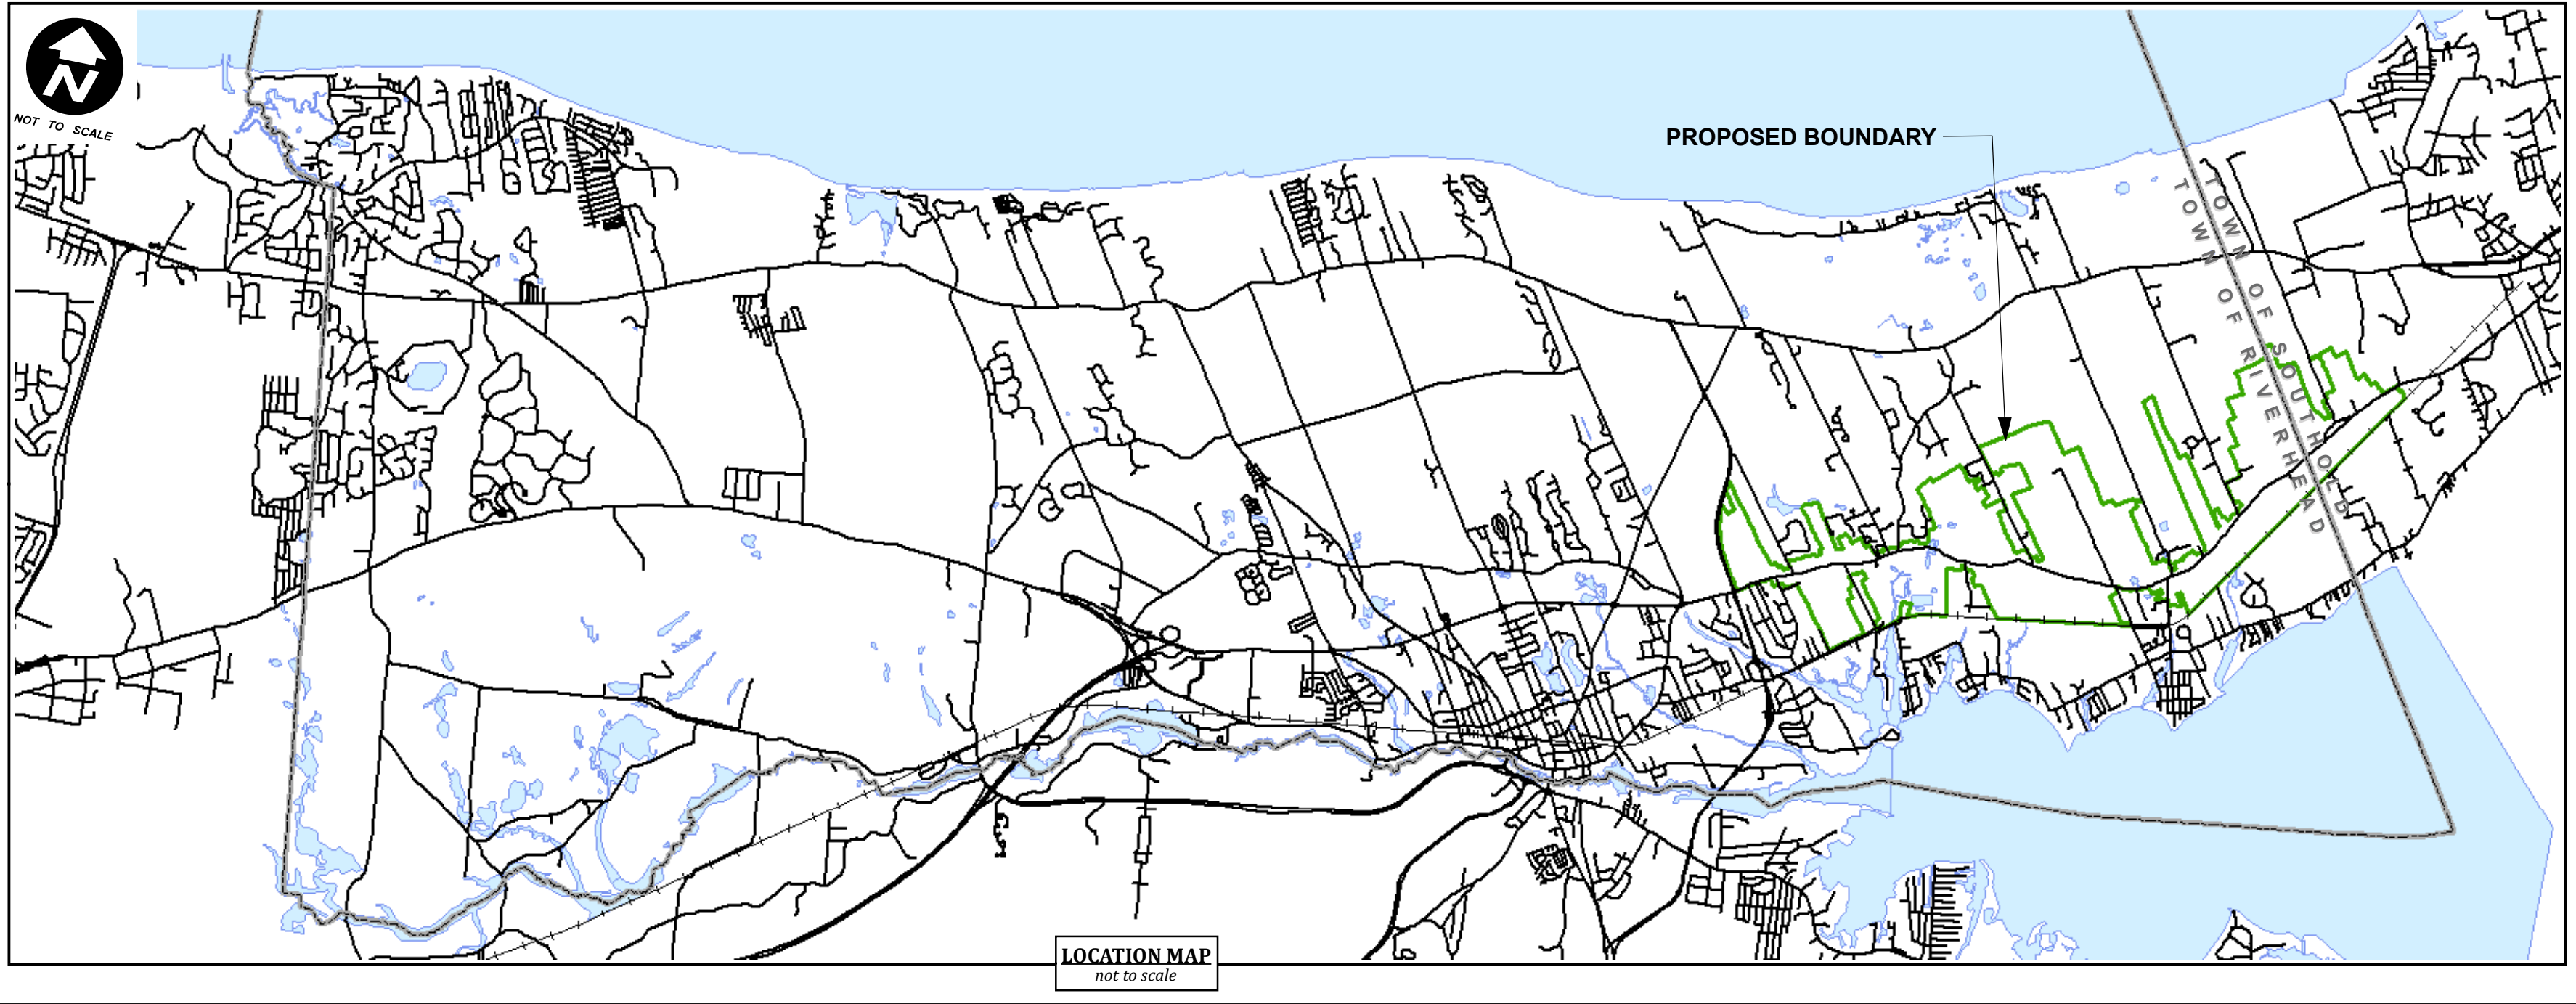 N
NOT TO SCALE
PROPOSED BOUNDARY
TOWN OF SOUTHOLD
TOWN OF RIVERHEAD
LOCATION MAP
not to scale